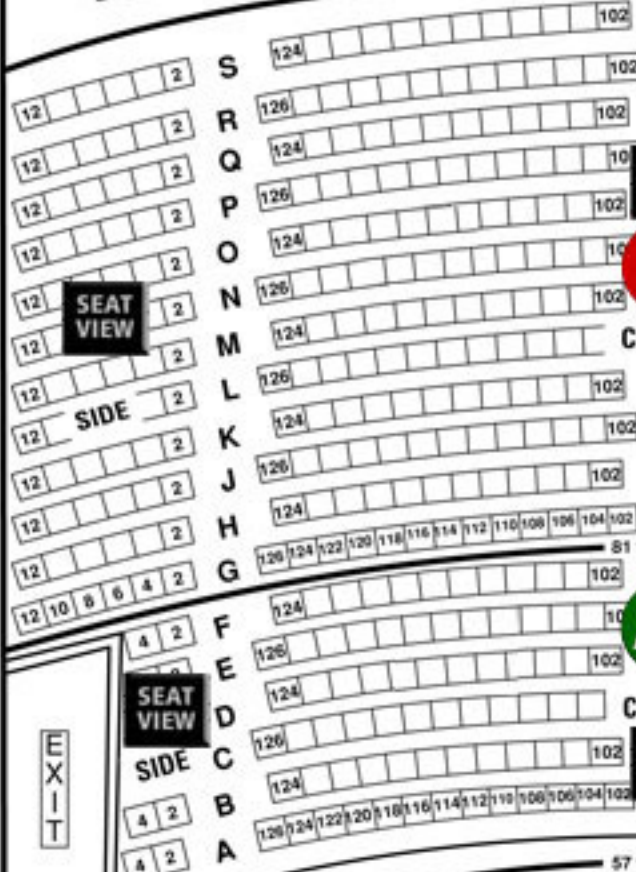 12 2 S 124 102
12 2 R 126 102
12 2 Q 124 102
12 2 P 126 10
12 2 O 124 102
12 2 N 126 10
SEAT
VIEW
12 2 M 124 102
12 2 L 126 C
SIDE
12 2 K 124 102
12 2 J 126 102
12 2 H 124 102
12 10 8 6 4 2 G 126 124 122 120 118 116 114 112 110 108 106 104 102
81
4 2 F 124 102
E 126 10
SEAT
VIEW
D 124 102
SIDE C 126 C
4 2 B 124 102
4 2 A 126 124 122 120 118 116 114 112 110 108 106 104 102
57
EXIT